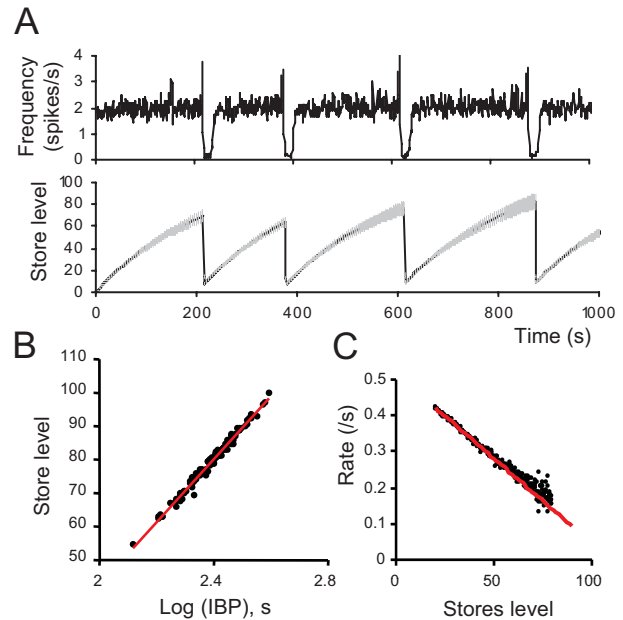 A
Frequency
(spikes/s)
4
3
2
1
0
Store level
100
80
60
40
20
0
0 200 400 600 800 1000
Time (s)
B
Store level
110
100
90
80
70
60
50
2 2.4 2.8
Log (IBP), s
C
Rate (/s)
0.5
0.4
0.3
0.2
0.1
0
0 50 100
Stores level